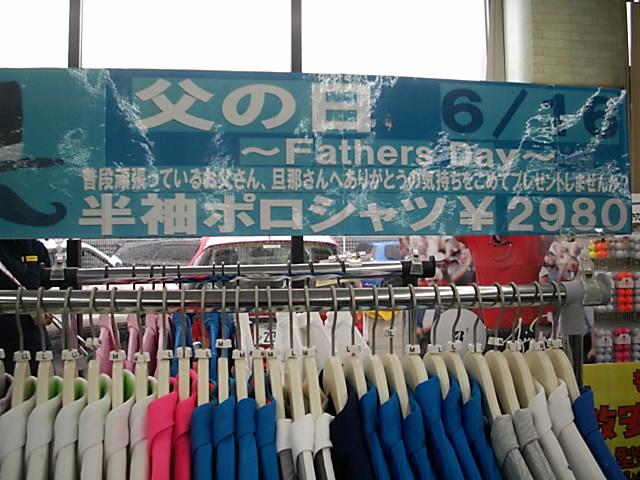 父の日 6/16
～Fathers Day～
普段頑張っているお父さん、旦那さんへありがとうの気持ちをこめてプレゼントしませんか?
半袖ポロシャツ￥2980